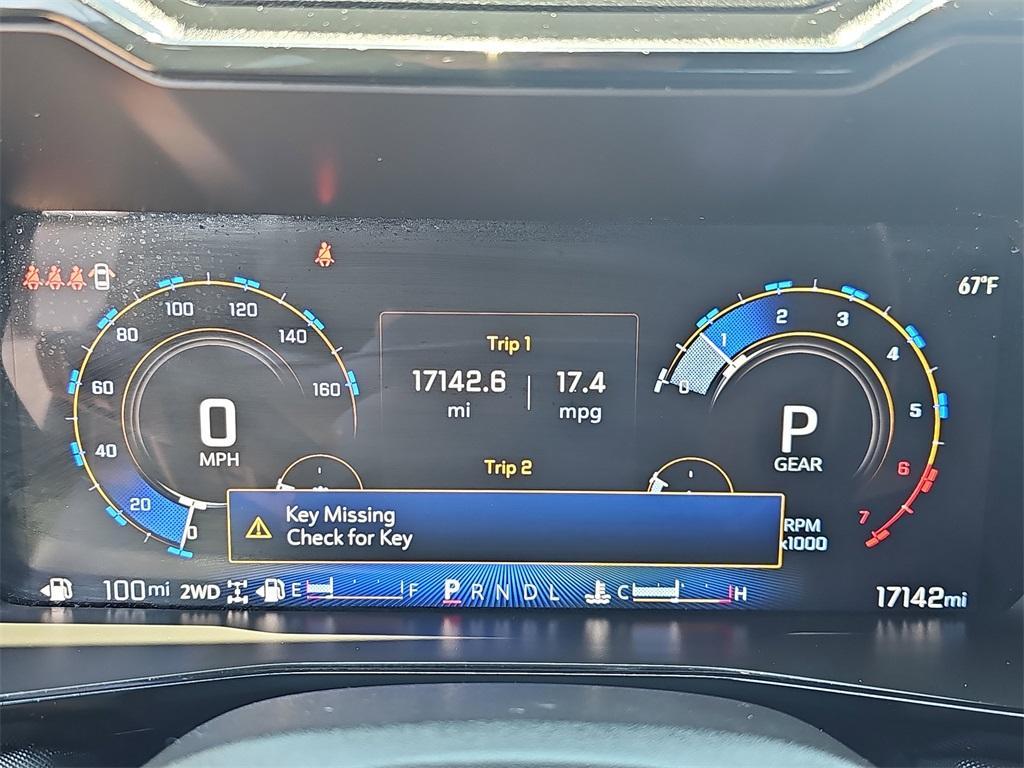 67°F
100 120
80 140
60 160
40
20
0
0
MPH
Trip 1
17142.6 17.4
mi mpg
Trip 2
0 1 2 3 4 5 6 7
P
GEAR
RPM
x1000
Key Missing
Check for Key
100mi 2WD E F P R N D L C H 17142mi